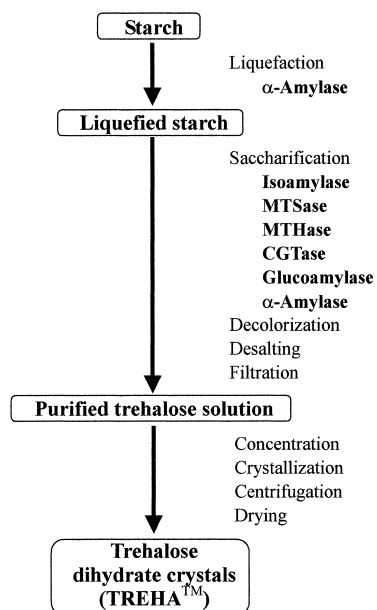 Starch
Liquefaction
α-Amylase
Liquefied starch
Saccharification
Isoamylase
MTSase
MTHase
CGTase
Glucoamylase
α-Amylase
Decolorization
Desalting
Filtration
Purified trehalose solution
Concentration
Crystallization
Centrifugation
Drying
Trehalose
dihydrate crystals
(TREHA™)